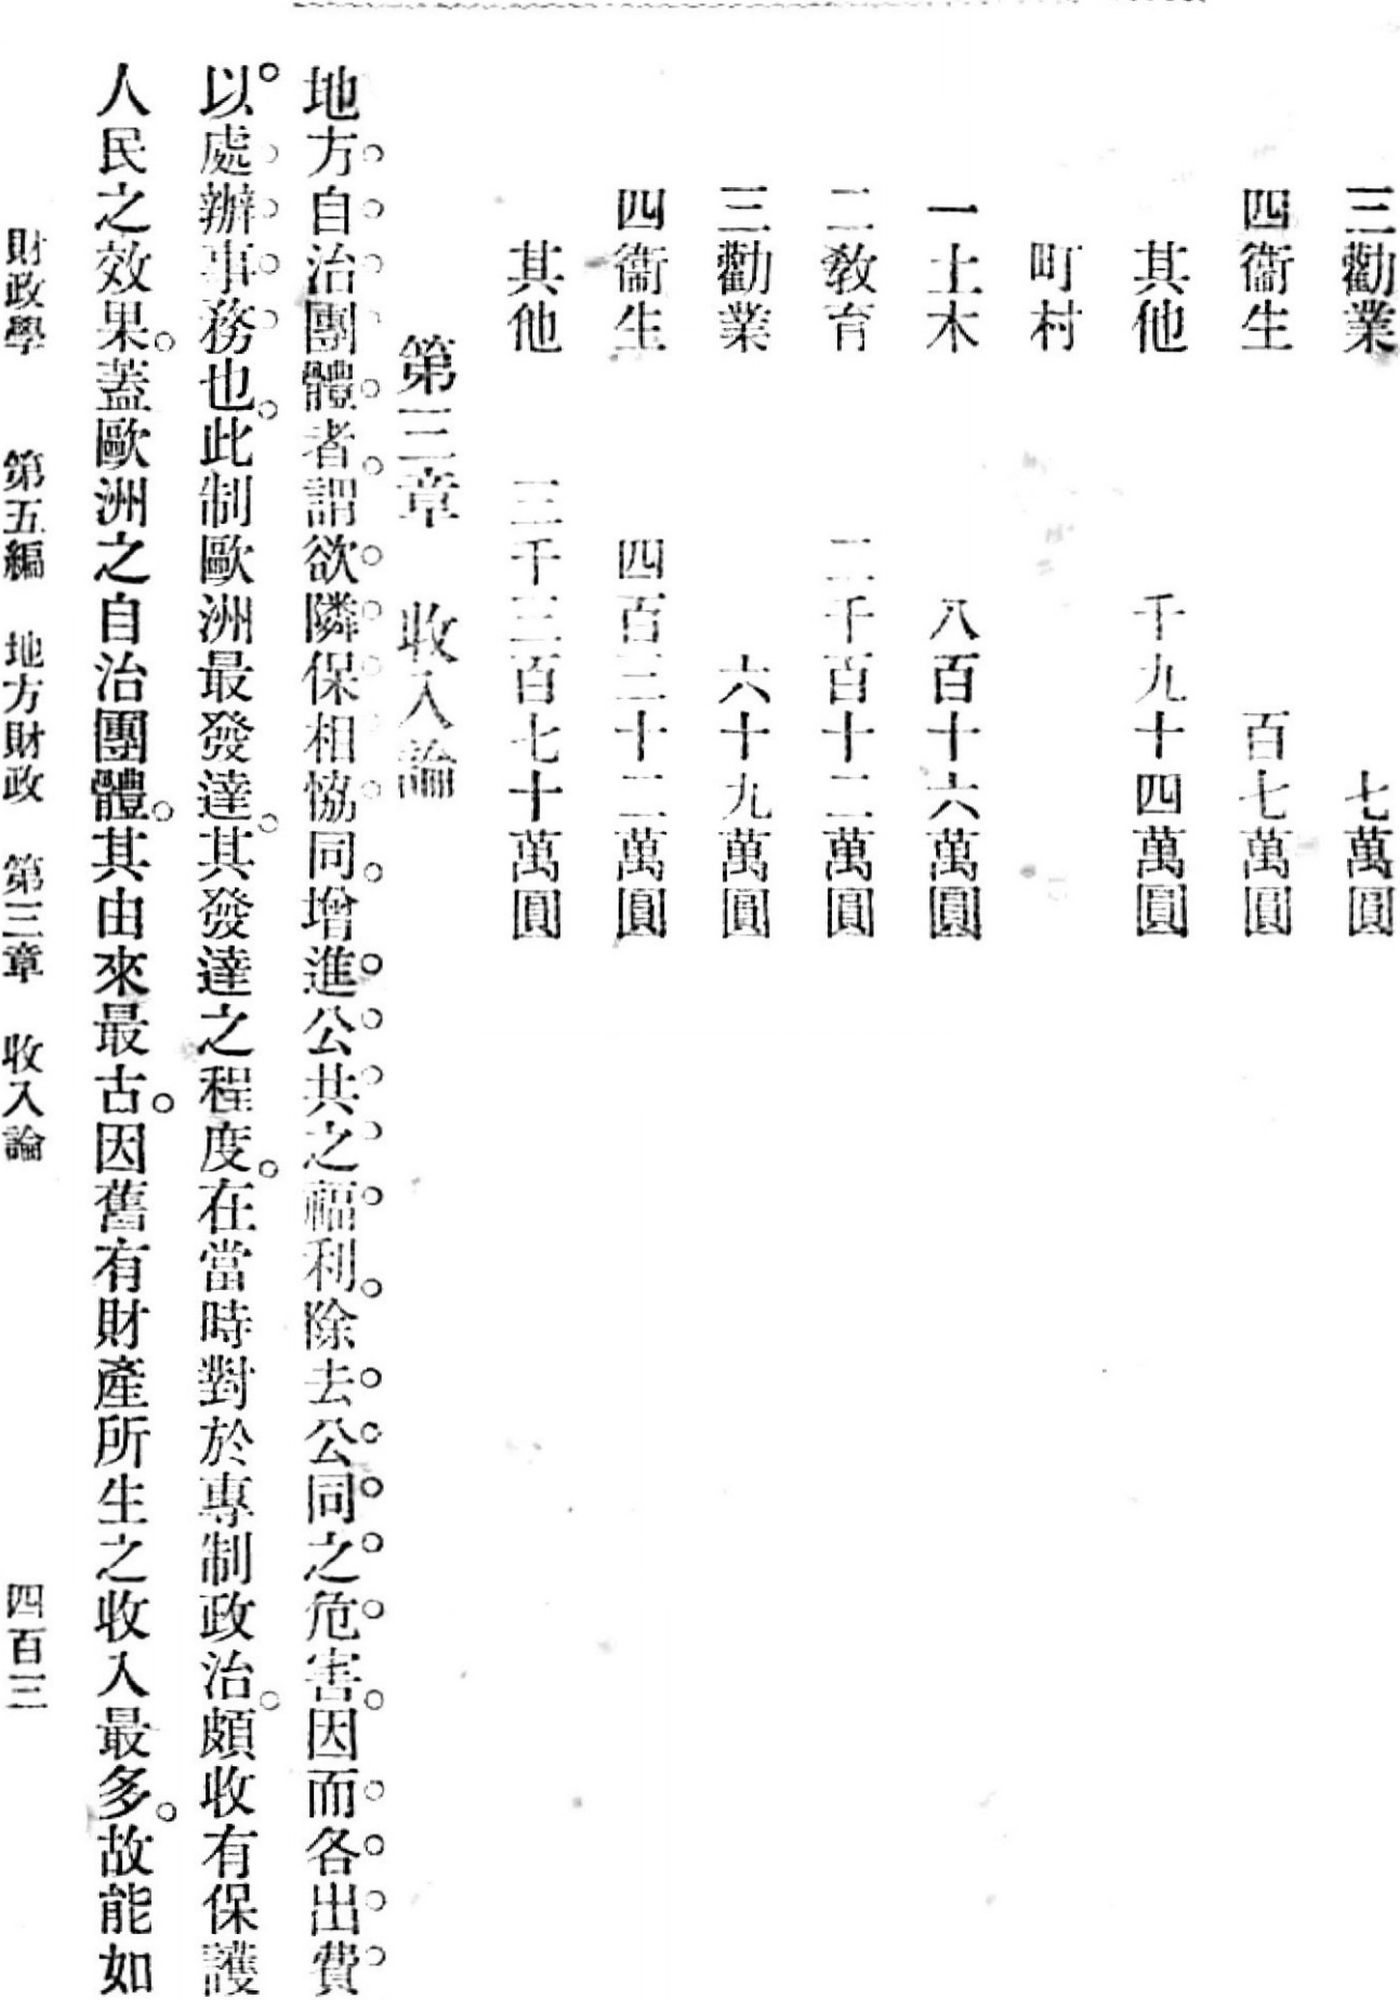 三勸業　七萬圓
四衞生　百七萬圓
其他　千九十四萬圓
町村
一土木　八百十六萬圓
二敎育　二千百十二萬圓
三勸業　六十九萬圓
四衞生　四百三十二萬圓
其他　三千三百七十萬圓
第三章　收入論
地方自治團體者。謂欲隣保相恊同。增進公共之福利。除去公同之危害。因而各出費
以處辦事務也。此制歐洲最發達。其發達之程度。在當時對於專制政治。頗收有保護
人民之效果。蓋歐洲之自治團體。其由來最古。因舊有財產所生之收入最多。故能如
財政學　第五編　地方財政　第三章　收入論　四百三